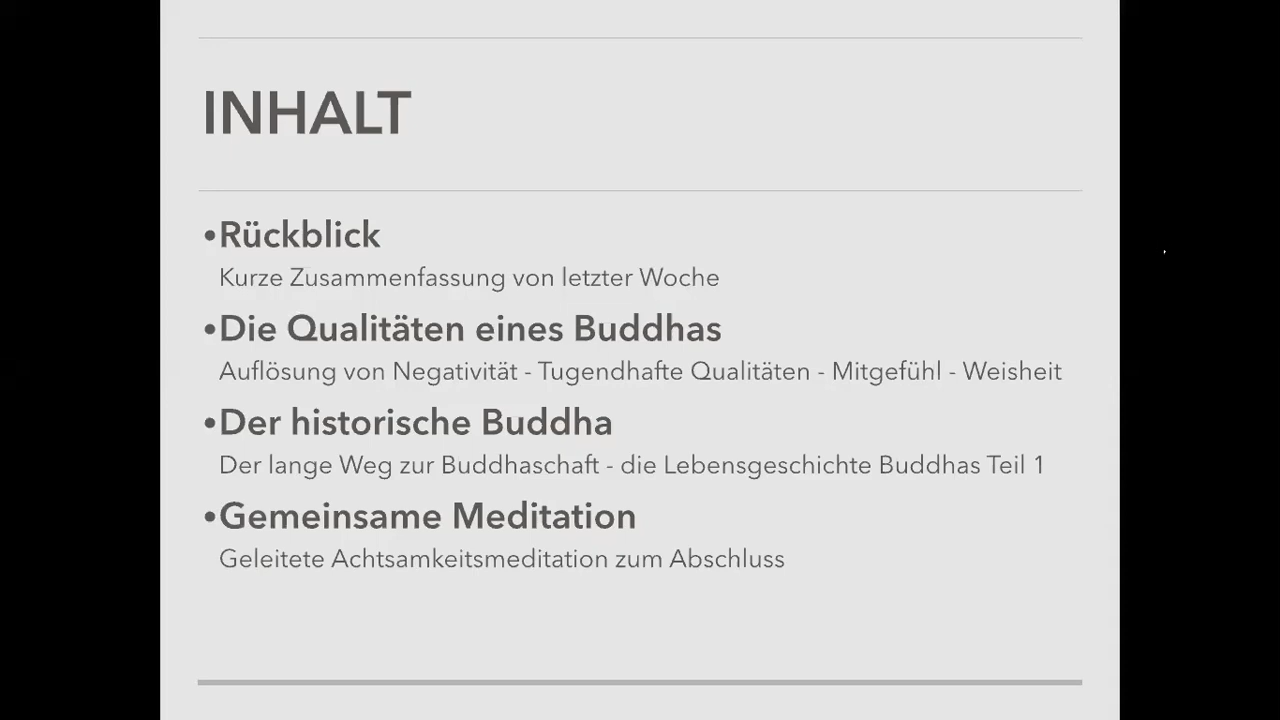 INHALT
•Rückblick
Kurze Zusammenfassung von letzter Woche
•Die Qualitäten eines Buddhas
Auflösung von Negativität - Tugendhafte Qualitäten - Mitgefühl - Weisheit
•Der historische Buddha
Der lange Weg zur Buddhaschaft - die Lebensgeschichte Buddhas Teil 1
•Gemeinsame Meditation
Geleitete Achtsamkeitsmeditation zum Abschluss